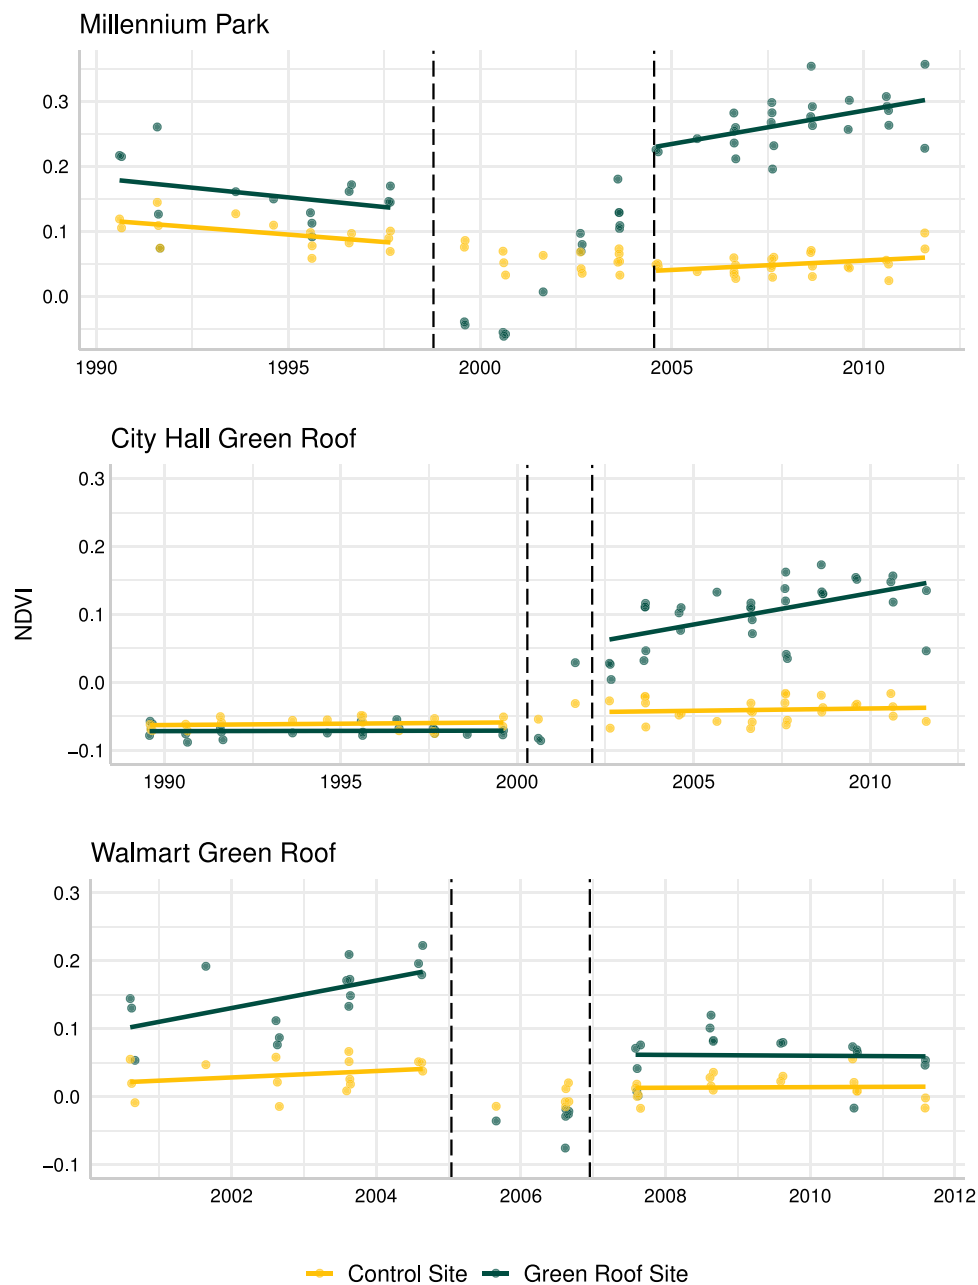 Millennium Park
0.3
0.2
0.1
0.0
1990 1995 2000 2005 2010
City Hall Green Roof
NDVI
0.3
0.2
0.1
0.0
−0.1
1990 1995 2000 2005 2010
Walmart Green Roof
0.3
0.2
0.1
0.0
−0.1
2002 2004 2006 2008 2010 2012
Control Site Green Roof Site